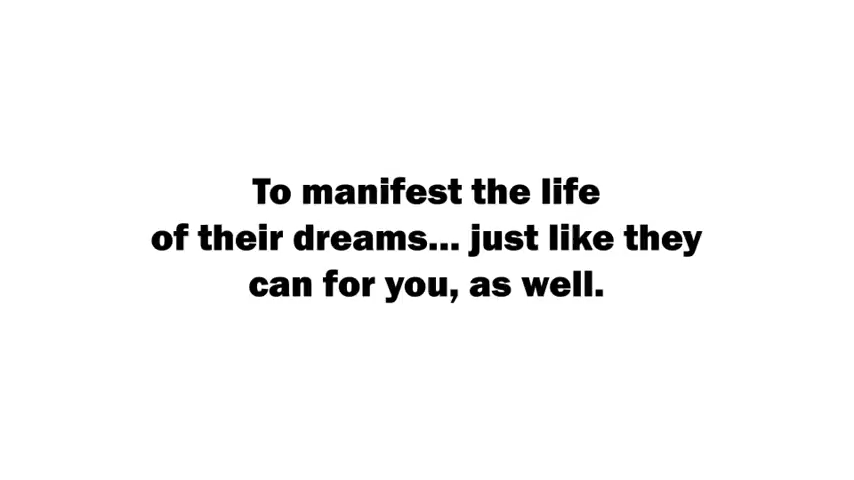 To manifest the life
of their dreams... just like they
can for you, as well.